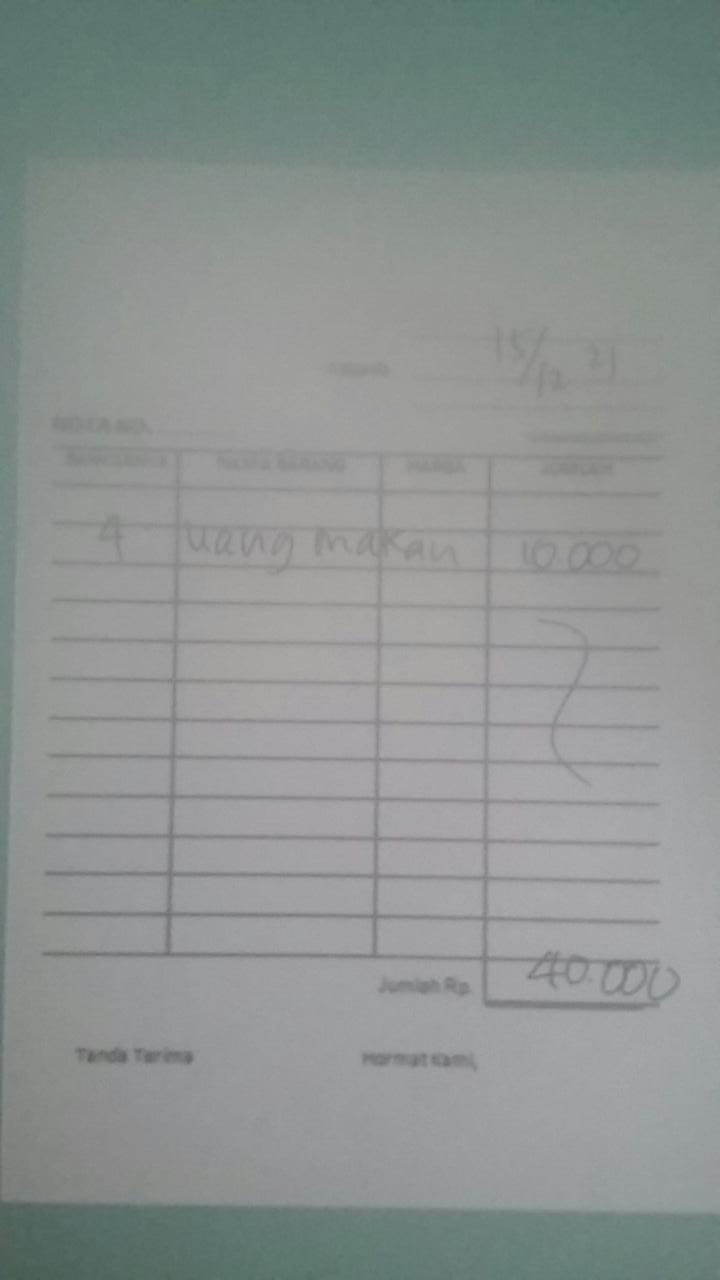 15/12 21
NOTA NO.
BANYAKNYA NAMA BARANG HARGA JUMLAH
4 uang makan 10.000
Jumlah Rp. 40.000
Tanda Terima Hormat Kami,